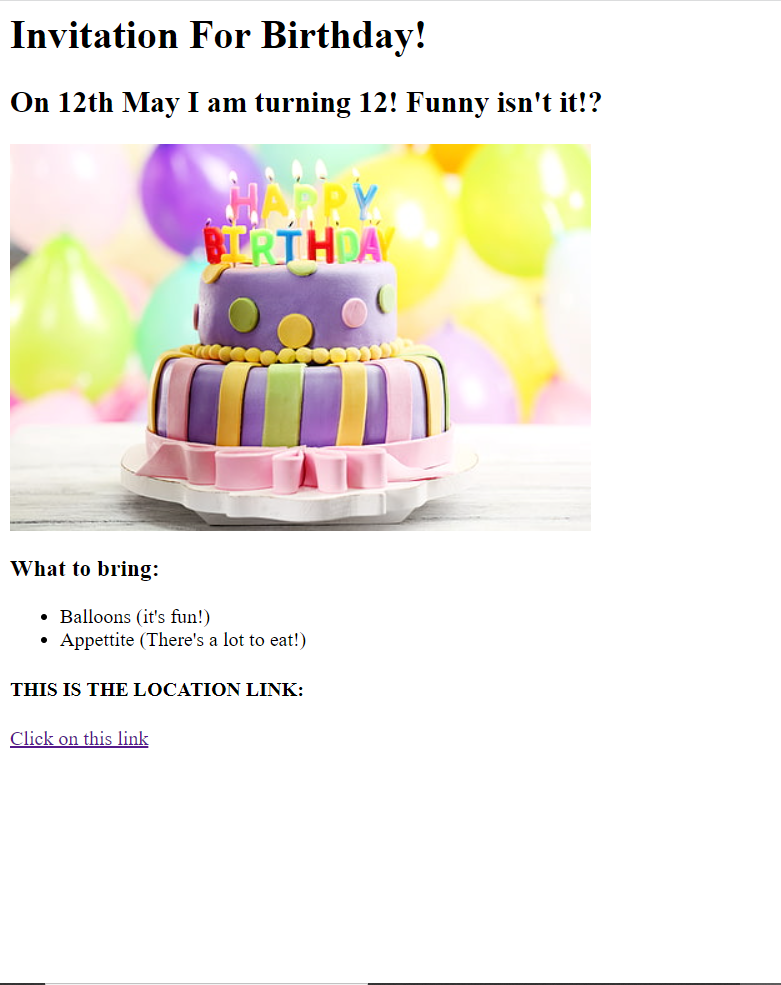 Invitation For Birthday!
On 12th May I am turning 12! Funny isn't it!?
HAPPY
BIRTHDAY
What to bring:
Balloons (it's fun!)
Appettite (There's a lot to eat!)
THIS IS THE LOCATION LINK:
Click on this link